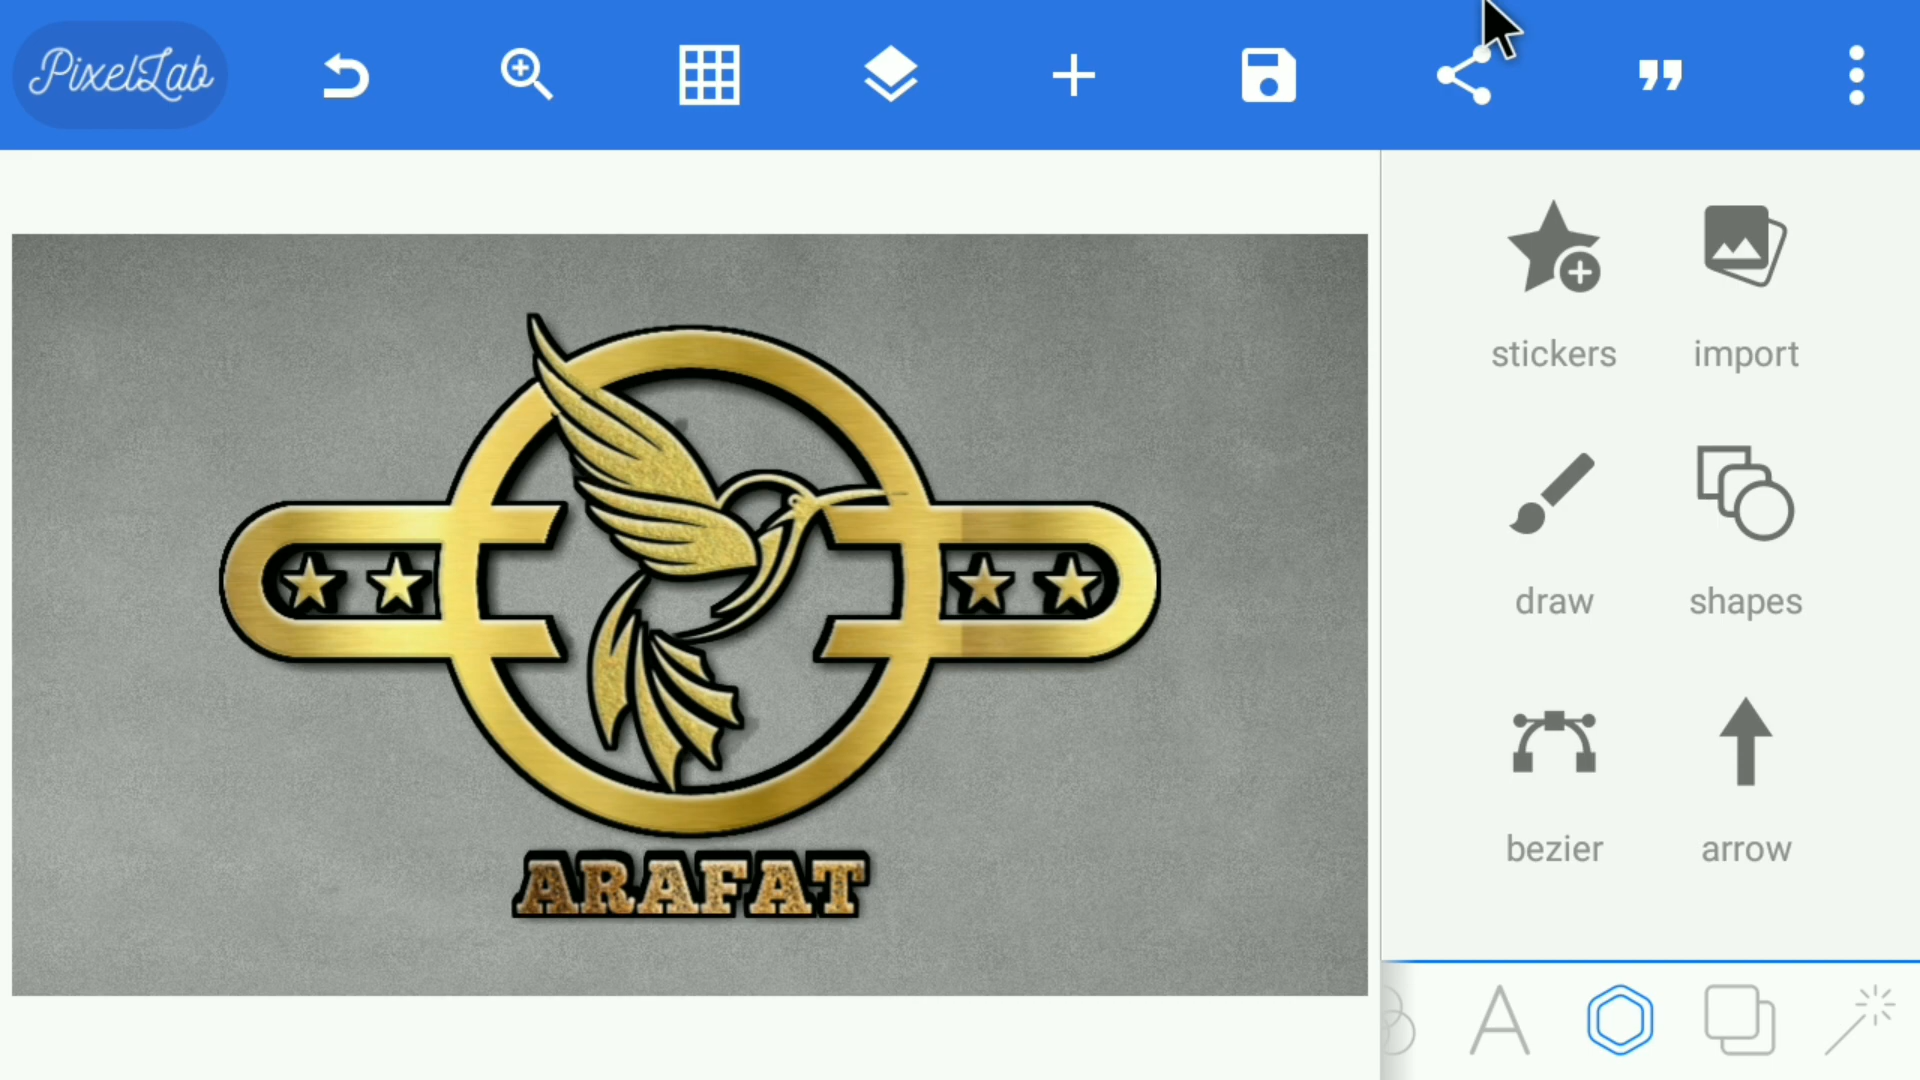 PixelLab
stickers
import
draw
shapes
bezier
arrow
ARAFAT